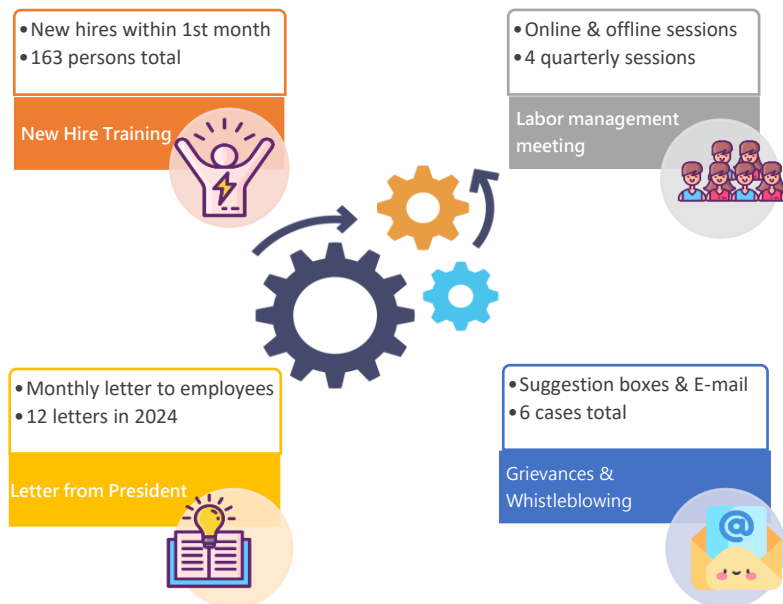 • New hires within 1st month
• 163 persons total
New Hire Training
• Online & offline sessions
• 4 quarterly sessions
Labor management
meeting
• Monthly letter to employees
• 12 letters in 2024
Letter from President
• Suggestion boxes & E-mail
• 6 cases total
Grievances &
Whistleblowing
@